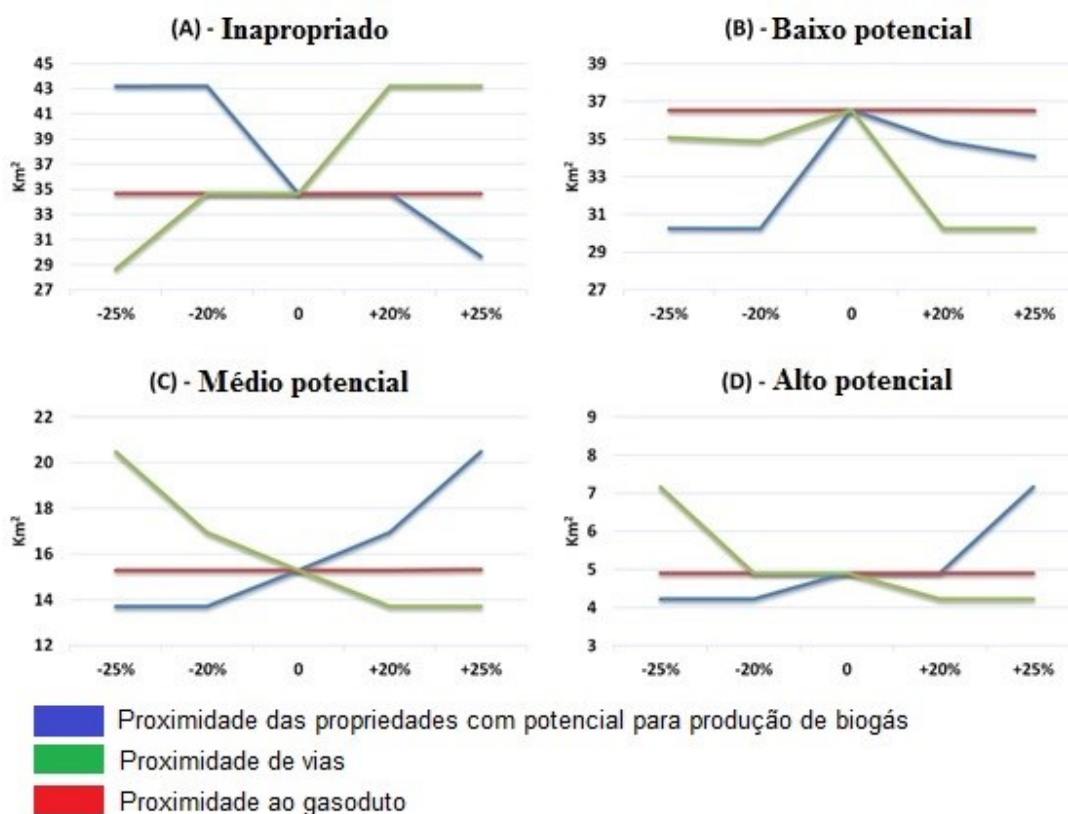 (A) - Inapropriado
45
43
41
39
37
35
33
31
29
27
Km²
-25% -20% 0 +20% +25%
(B) - Baixo potencial
39
37
35
33
31
29
27
Km²
-25% -20% 0 +20% +25%
(C) - Médio potencial
22
20
18
16
14
12
Km²
-25% -20% 0 +20% +25%
(D) - Alto potencial
9
8
7
6
5
4
3
Km²
-25% -20% 0 +20% +25%
Proximidade das propriedades com potencial para produção de biogás
Proximidade de vias
Proximidade ao gasoduto